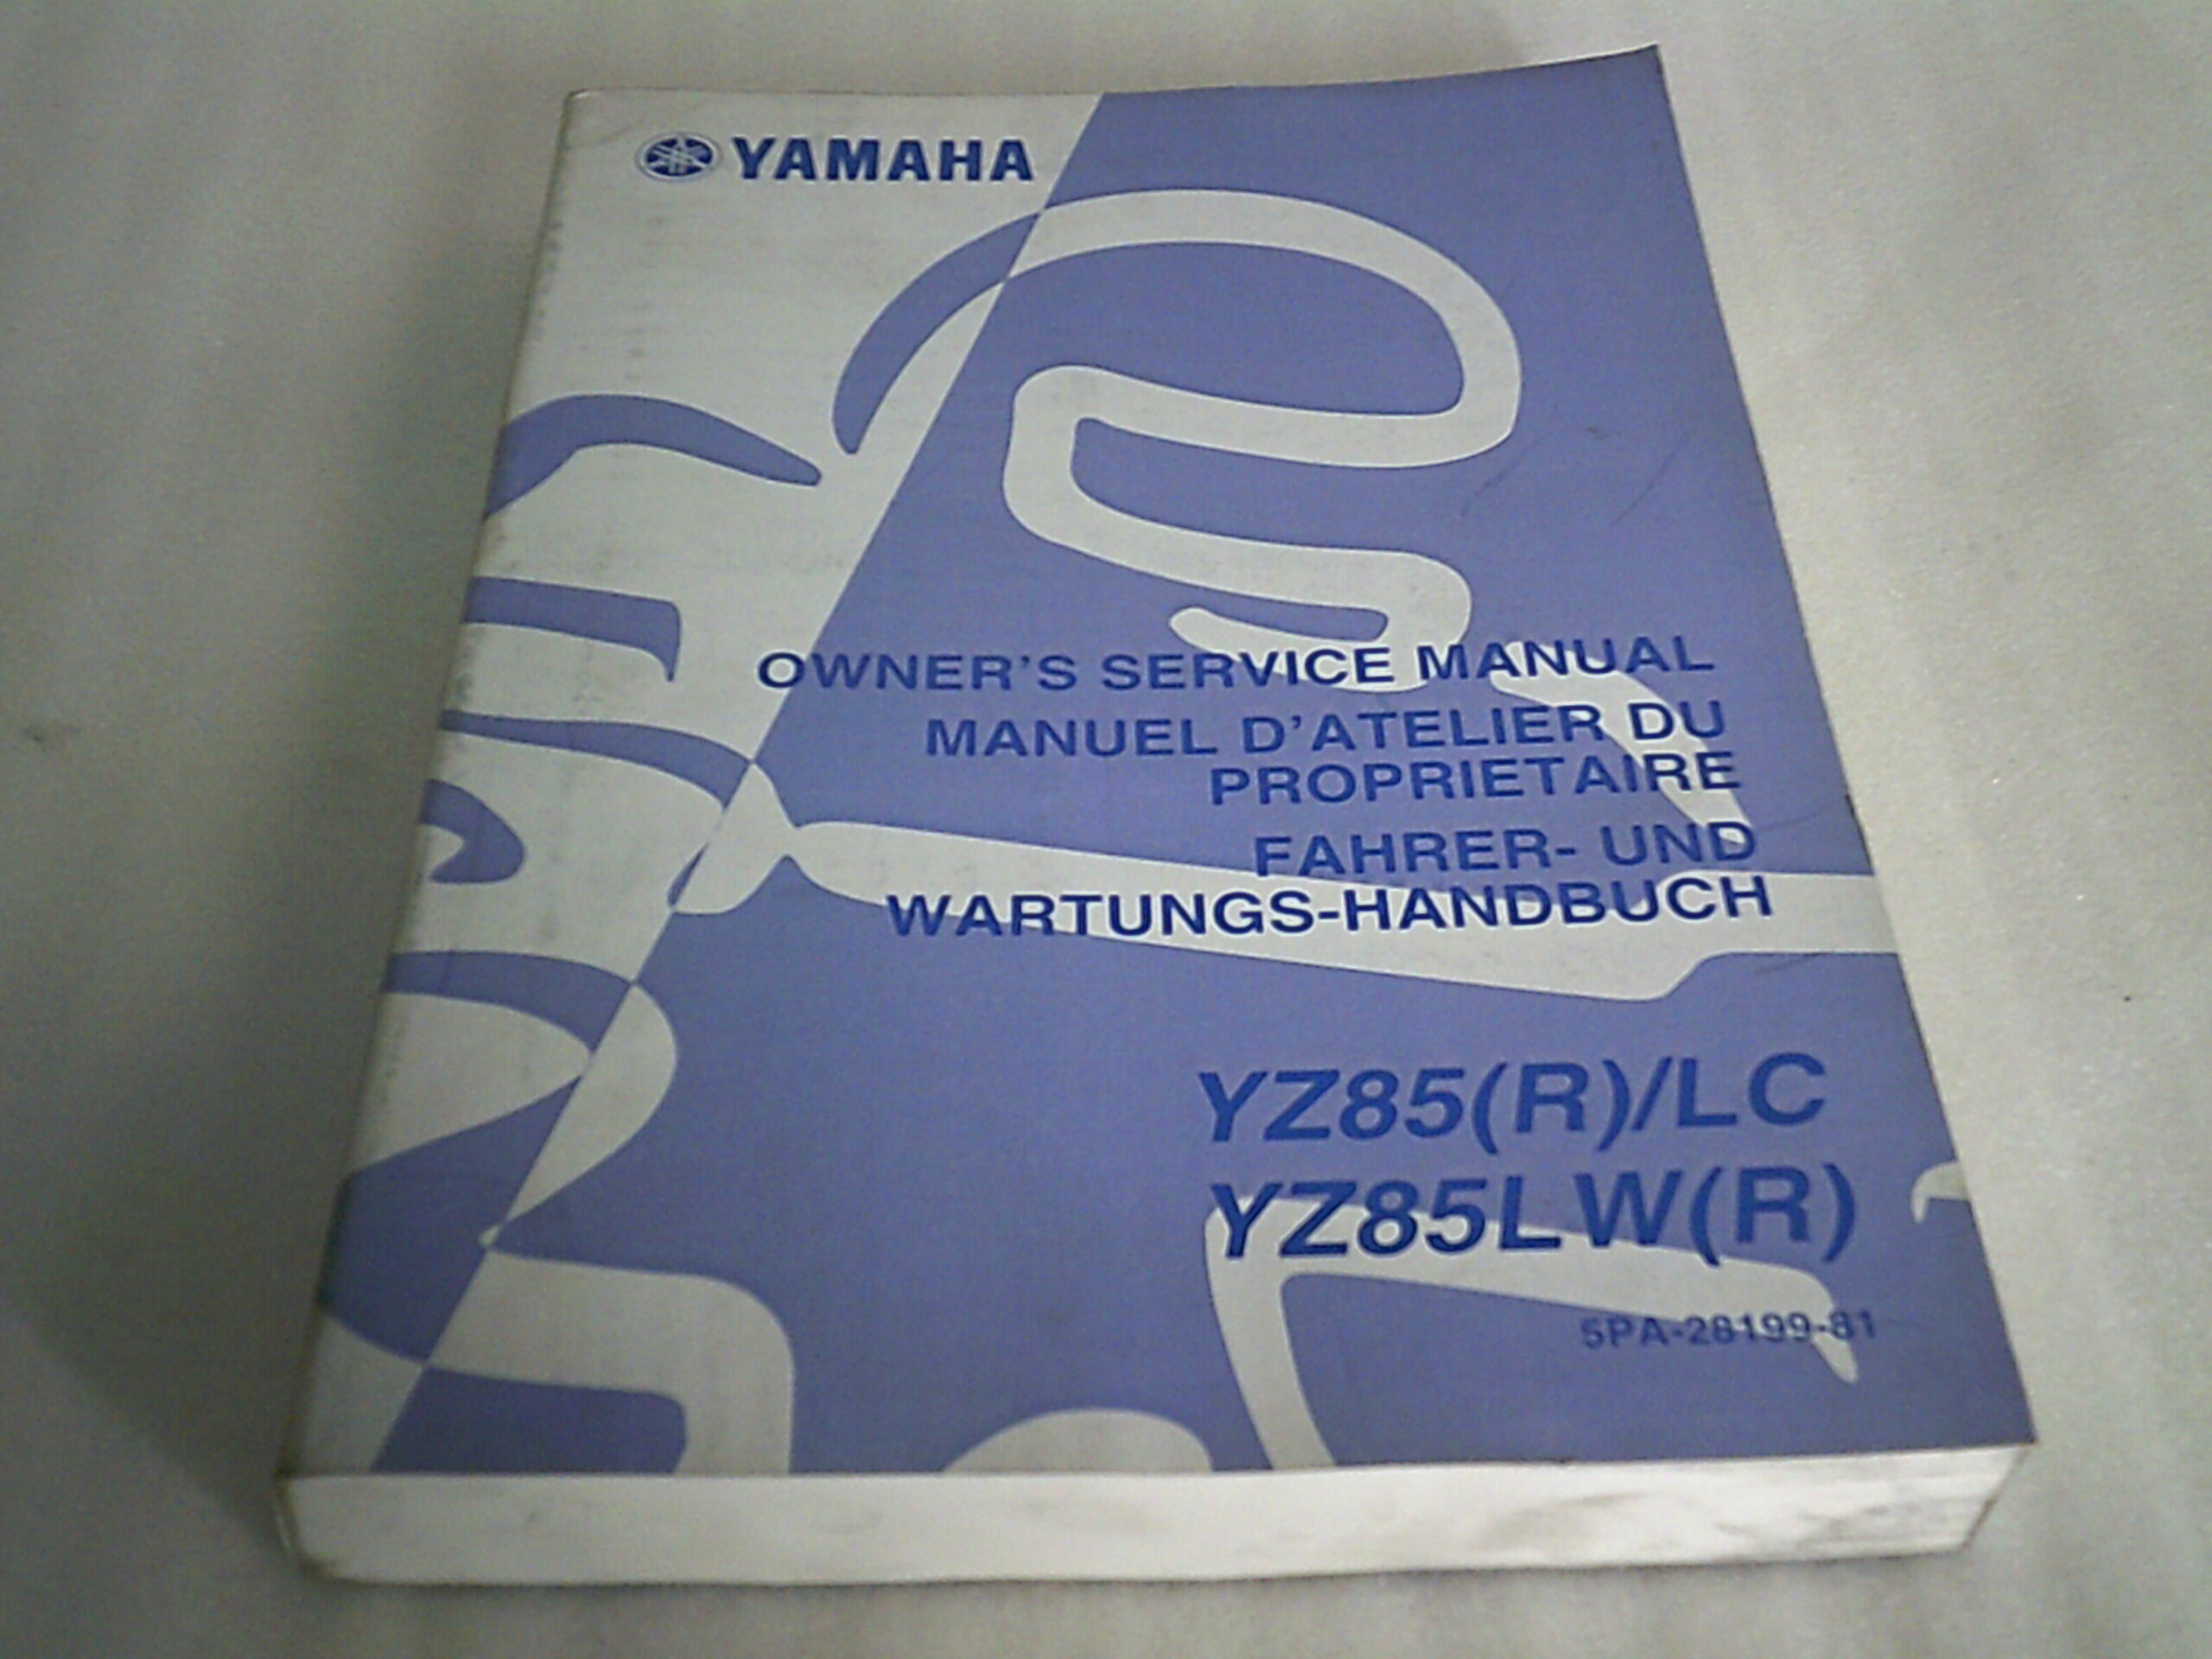 YAMAHA
OWNER'S SERVICE MANUAL
MANUEL D'ATELIER DU
PROPRIETAIRE
FAHRER- UND
WARTUNGS-HANDBUCH
YZ85(R)/LC
YZ85LW(R)
5PA-28199-81